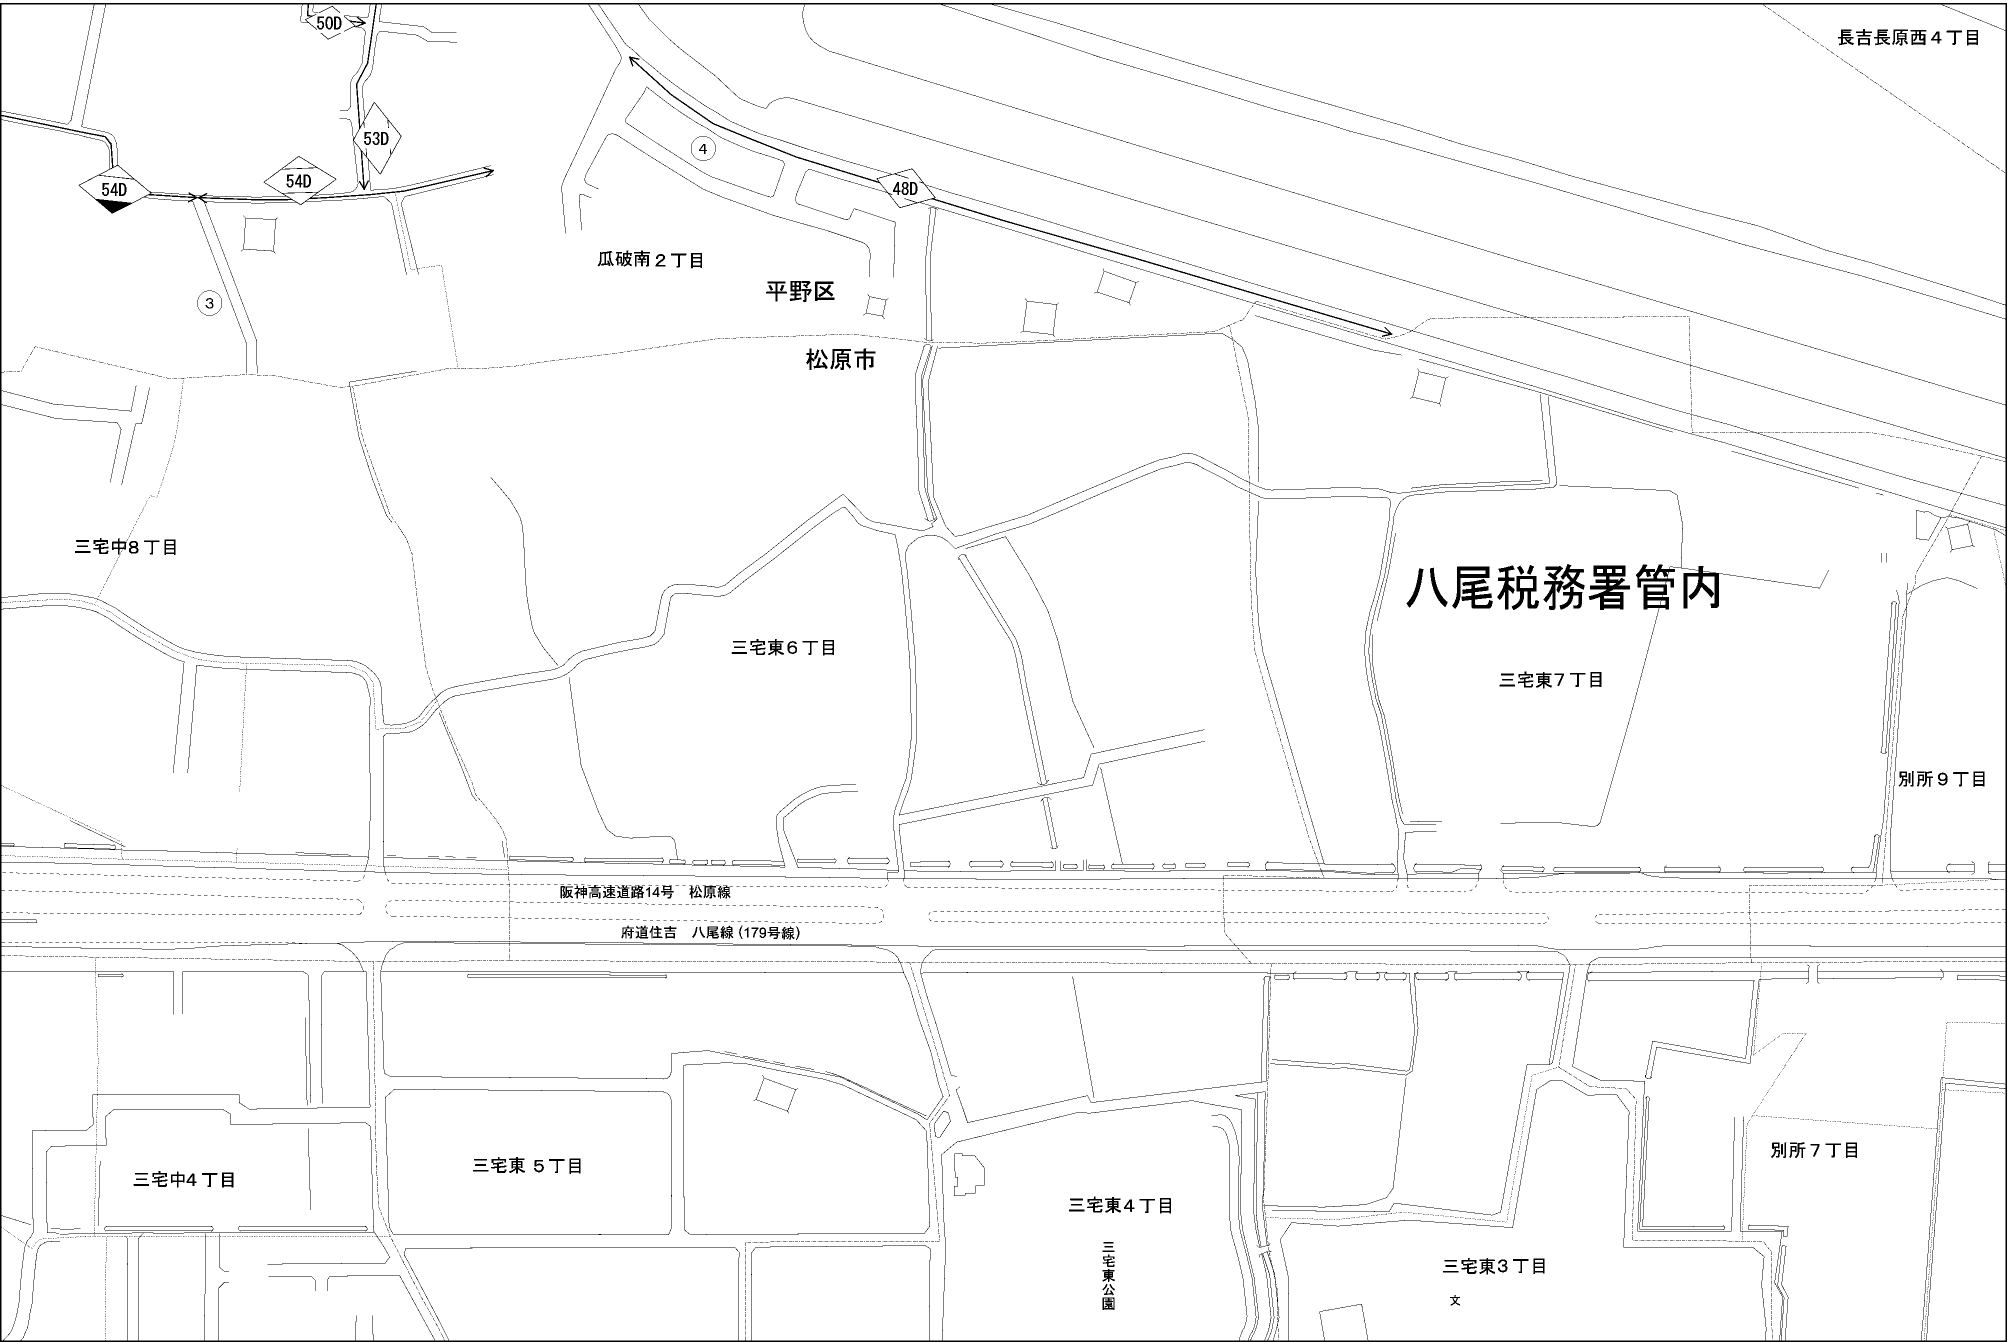 50D
長吉長原西４丁目
53D
4
54D
54D
48D
瓜破南２丁目
平野区
3
松原市
三宅中８丁目
八尾税務署管内
三宅東６丁目
三宅東７丁目
別所９丁目
阪神高速道路14号　松原線
府道住吉　八尾線 (179号線)
別所７丁目
三宅東 ５丁目
三宅中４丁目
三宅東４丁目
三宅東公園
三宅東３丁目
文